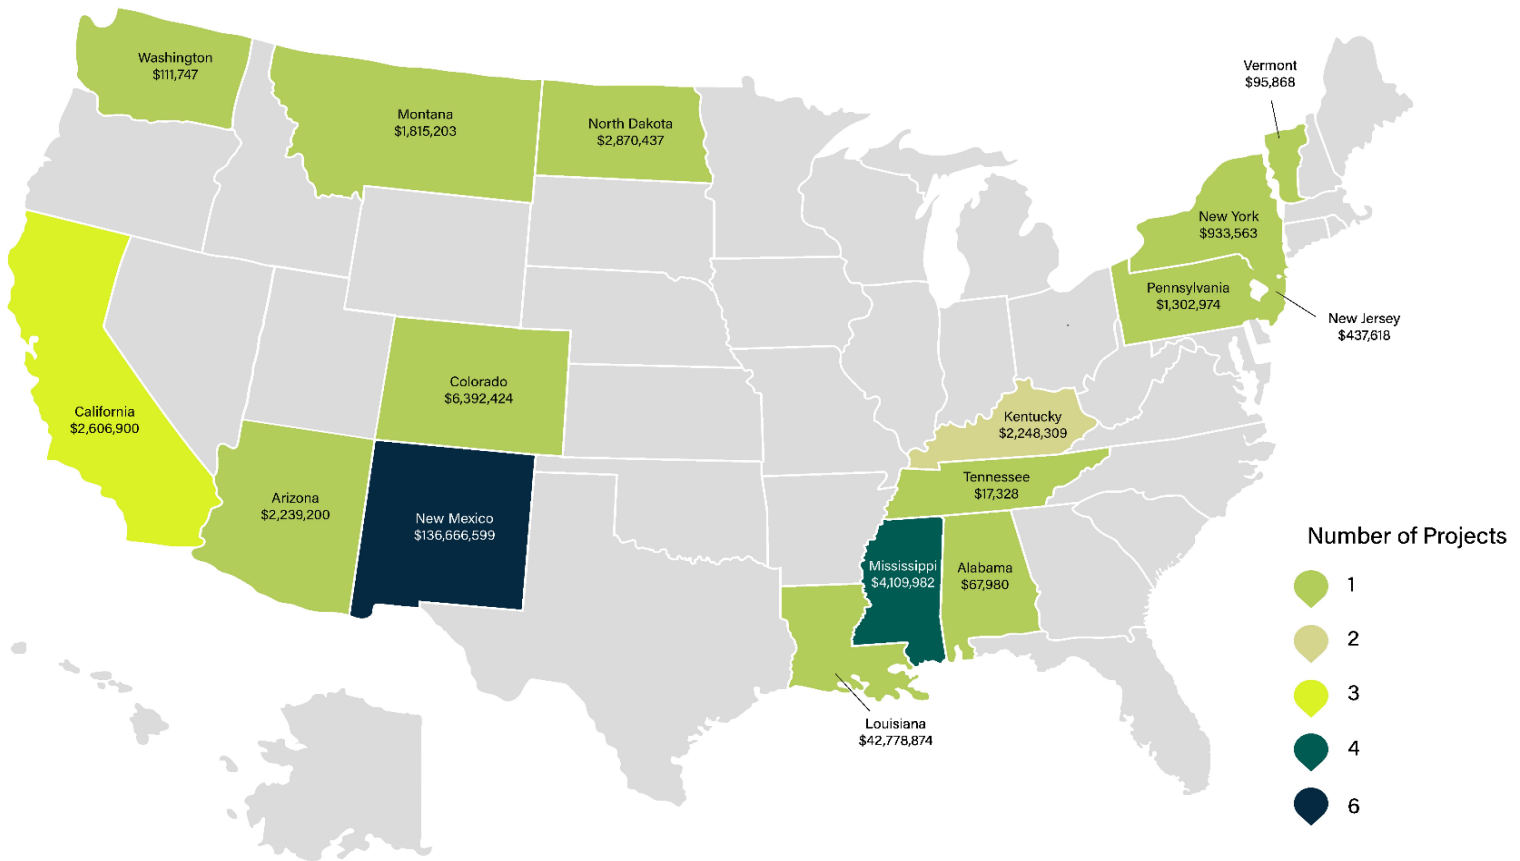 Washington
$111,747
Montana
$1,815,203
North Dakota
$2,870,437
Vermont
$95,868
New York
$933,563
Pennsylvania
$1,302,974
New Jersey
$437,618
California
$2,606,900
Colorado
$6,392,424
Kentucky
$2,248,309
Arizona
$2,239,200
New Mexico
$136,666,599
Tennessee
$17,328
Mississippi
$4,109,982
Alabama
$67,980
Louisiana
$42,778,874
Number of Projects
1
2
3
4
6